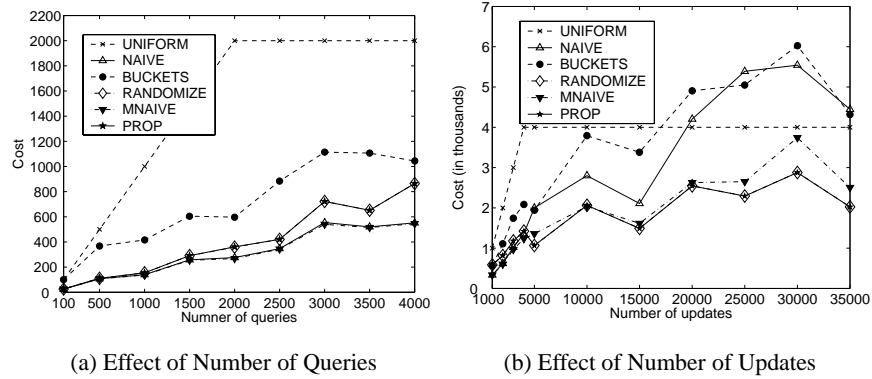 2200
2000
1800
1600
1400
1200
1000
800
600
400
200
0
Cost
UNIFORM
NAIVE
BUCKETS
RANDOMIZE
MNAIVE
PROP
100 500 1000 1500 2000 2500 3000 3500 4000
Numner of queries
(a) Effect of Number of Queries
7
6
5
4
3
2
1
0
Cost (in thousands)
UNIFORM
NAIVE
BUCKETS
RANDOMIZE
MNAIVE
PROP
1000 5000 10000 15000 20000 25000 30000 35000
Number of updates
(b) Effect of Number of Updates